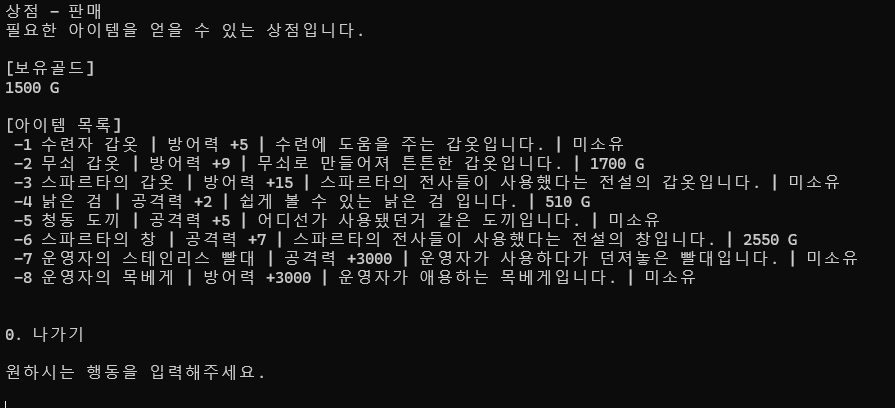 상점 - 판매
필요한 아이템을 얻을 수 있는 상점입니다.
[보유골드]
1500 G
[아이템 목록]
-1 수련자 갑옷 | 방어력 +5 | 수련에 도움을 주는 갑옷입니다. | 미소유
-2 무쇠 갑옷 | 방어력 +9 | 무쇠로 만들어져 튼튼한 갑옷입니다. | 1700 G
-3 스파르타의 갑옷 | 방어력 +15 | 스파르타의 전사들이 사용했다는 전설의 갑옷입니다. | 미소유
-4 낡은 검 | 공격력 +2 | 쉽게 볼 수 있는 낡은 검 입니다. | 510 G
-5 청동 도끼 | 공격력 +5 | 어디선가 사용됐던거 같은 도끼입니다. | 미소유
-6 스파르타의 창 | 공격력 +7 | 스파르타의 전사들이 사용했다는 전설의 창입니다. | 2550 G
-7 운영자의 스테인리스 빨대 | 공격력 +3000 | 운영자가 사용하다가 던져놓은 빨대입니다. | 미소유
-8 운영자의 목베게 | 방어력 +3000 | 운영자가 애용하는 목베게입니다. | 미소유
0. 나가기
원하시는 행동을 입력해주세요.